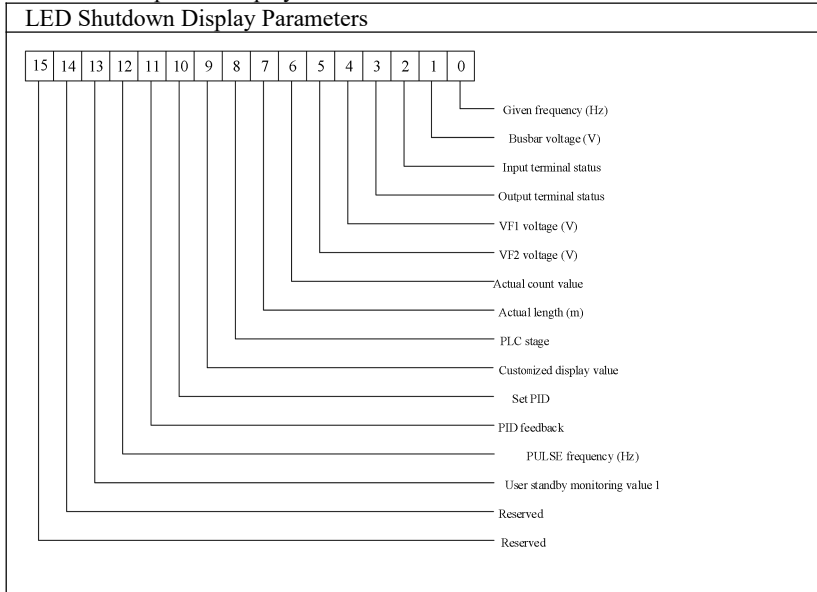 LED Shutdown Display Parameters
15 14 13 12 11 10 9 8 7 6 5 4 3 2 1 0
Given frequency (Hz)
Busbar voltage (V)
Input terminal status
Output terminal status
VF1 voltage (V)
VF2 voltage (V)
Actual count value
Actual length (m)
PLC stage
Customized display value
Set PID
PID feedback
PULSE frequency (Hz)
User standby monitoring value 1
Reserved
Reserved